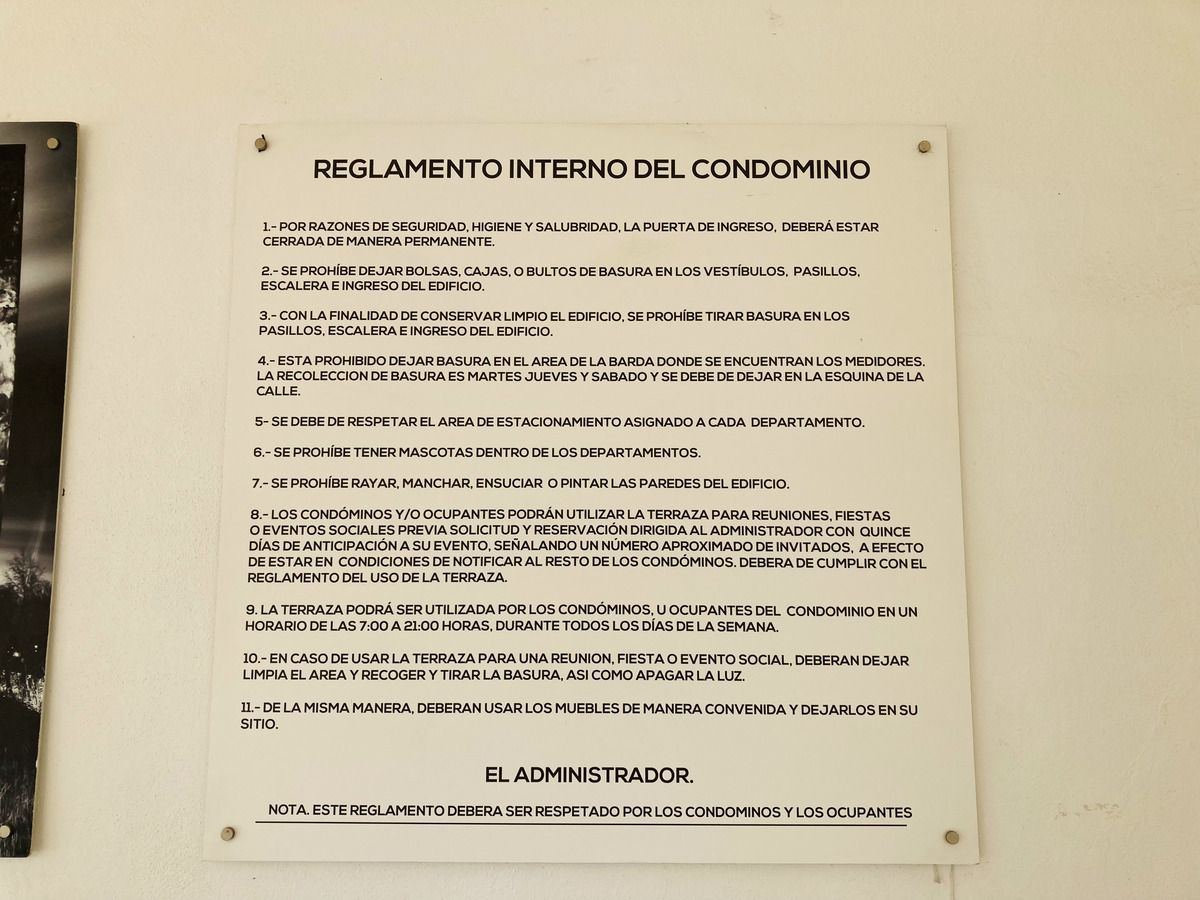 REGLAMENTO INTERNO DEL CONDOMINIO
1.- POR RAZONES DE SEGURIDAD, HIGIENE Y SALUBRIDAD, LA PUERTA DE INGRESO, DEBERÁ ESTAR
CERRADA DE MANERA PERMANENTE.
2.- SE PROHÍBE DEJAR BOLSAS, CAJAS, O BULTOS DE BASURA EN LOS VESTÍBULOS, PASILLOS,
ESCALERA E INGRESO DEL EDIFICIO.
3.- CON LA FINALIDAD DE CONSERVAR LIMPIO EL EDIFICIO, SE PROHÍBE TIRAR BASURA EN LOS
PASILLOS, ESCALERA E INGRESO DEL EDIFICIO.
4.- ESTA PROHIBIDO DEJAR BASURA EN EL AREA DE LA BARDA DONDE SE ENCUENTRAN LOS MEDIDORES.
LA RECOLECCION DE BASURA ES MARTES JUEVES Y SABADO Y SE DEBE DE DEJAR EN LA ESQUINA DE LA
CALLE.
5- SE DEBE DE RESPETAR EL AREA DE ESTACIONAMIENTO ASIGNADO A CADA DEPARTAMENTO.
6.- SE PROHÍBE TENER MASCOTAS DENTRO DE LOS DEPARTAMENTOS.
7.- SE PROHÍBE RAYAR, MANCHAR, ENSUCIAR O PINTAR LAS PAREDES DEL EDIFICIO.
8.- LOS CONDÓMINOS Y/O OCUPANTES PODRÁN UTILIZAR LA TERRAZA PARA REUNIONES, FIESTAS
O EVENTOS SOCIALES PREVIA SOLICITUD Y RESERVACIÓN DIRIGIDA AL ADMINISTRADOR CON QUINCE
DÍAS DE ANTICIPACIÓN A SU EVENTO, SEÑALANDO UN NÚMERO APROXIMADO DE INVITADOS, A EFECTO
DE ESTAR EN CONDICIONES DE NOTIFICAR AL RESTO DE LOS CONDÓMINOS. DEBERA DE CUMPLIR CON EL
REGLAMENTO DEL USO DE LA TERRAZA.
9. LA TERRAZA PODRÁ SER UTILIZADA POR LOS CONDÓMINOS, U OCUPANTES DEL CONDOMINIO EN UN
HORARIO DE LAS 7:00 A 21:00 HORAS, DURANTE TODOS LOS DÍAS DE LA SEMANA.
10.- EN CASO DE USAR LA TERRAZA PARA UNA REUNION, FIESTA O EVENTO SOCIAL, DEBERAN DEJAR
LIMPIA EL AREA Y RECOGER Y TIRAR LA BASURA, ASI COMO APAGAR LA LUZ.
11.- DE LA MISMA MANERA, DEBERAN USAR LOS MUEBLES DE MANERA CONVENIDA Y DEJARLOS EN SU
SITIO.
EL ADMINISTRADOR.
NOTA. ESTE REGLAMENTO DEBERA SER RESPETADO POR LOS CONDOMINOS Y LOS OCUPANTES